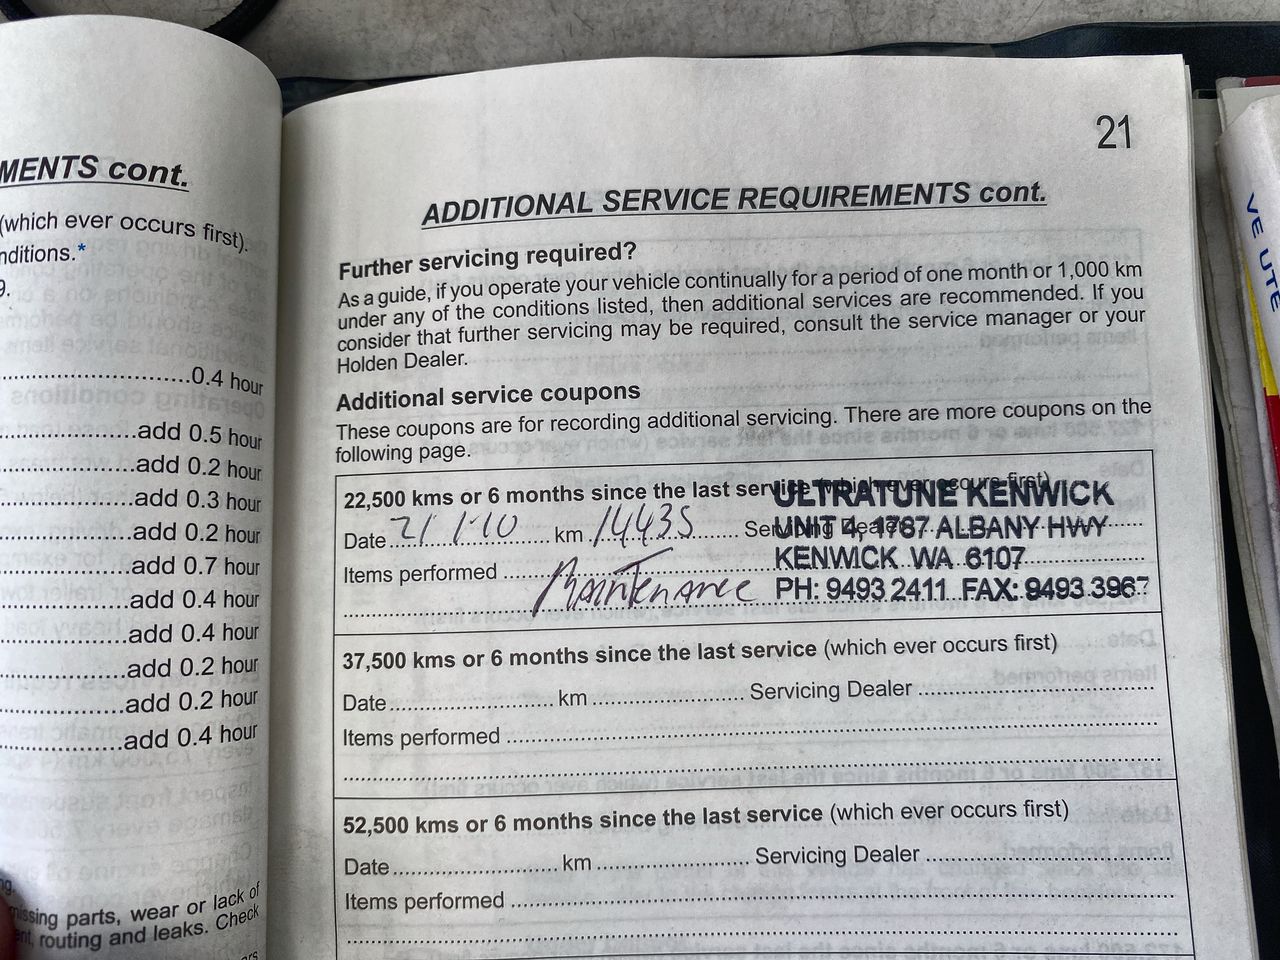 MENTS cont.
(which ever occurs first).
nditions.*
9.
0.4 hour
add 0.5 hour
add 0.2 hour
add 0.3 hour
add 0.2 hour
add 0.7 hour
add 0.4 hour
add 0.4 hour
add 0.2 hour
add 0.2 hour
add 0.4 hour
ng.
missing parts, wear or lack of
routing and leaks. Check
21
ADDITIONAL SERVICE REQUIREMENTS cont.
Further servicing required?
As a guide, if you operate your vehicle continually for a period of one month or 1,000 km
under any of the conditions listed, then additional services are recommended. If you
consider that further servicing may be required, consult the service manager or your
Holden Dealer.
Additional service coupons
These coupons are for recording additional servicing. There are more coupons on the
following page.
22,500 kms or 6 months since the last service (which ever occurs first)
ULTRATUNE KENWICK
Date 21 1·10 km 14435 Servicing Dealer
UNIT 4, 1787 ALBANY HWY
KENWICK WA 6107
Items performed Maintenance
PH: 9493 2411 FAX: 9493 3967
37,500 kms or 6 months since the last service (which ever occurs first)
Date km Servicing Dealer
Items performed
52,500 kms or 6 months since the last service (which ever occurs first)
Date km Servicing Dealer
Items performed
VE UTE